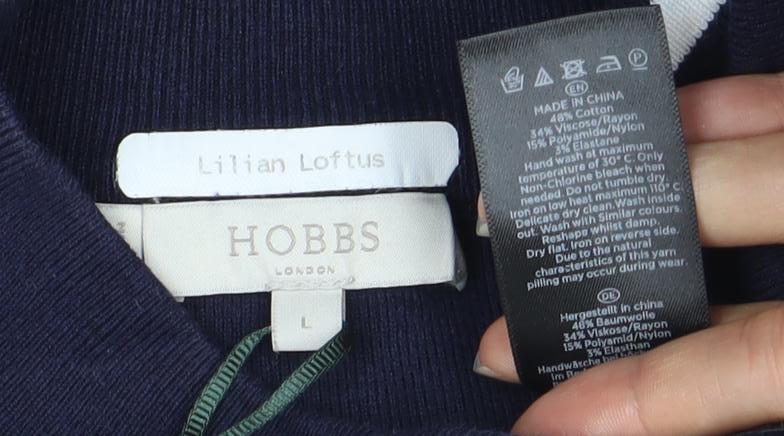 Lilian Loftus
HOBBS
LONDON
L
P
EN
MADE IN CHINA
48% Cotton
34% Viscose/Rayon
15% Polyamide/Nylon
3% Elastane
Hand wash at maximum
temperature of 30° C. Only
Non-Chlorine bleach when
needed. Do not tumble dry.
Iron on low heat maximum 110° C.
Delicate dry clean. Wash inside
out. Wash with Similar colours.
Reshape whilst damp.
Dry flat. Iron on reverse side.
Due to the natural
characteristics of this yarn
pilling may occur during wear.
DE
Hergestellt in china
48% Baumwolle
34% Viskose/Rayon
15% Polyamid/Nylon
3% Elasthan
Handwäsche bei